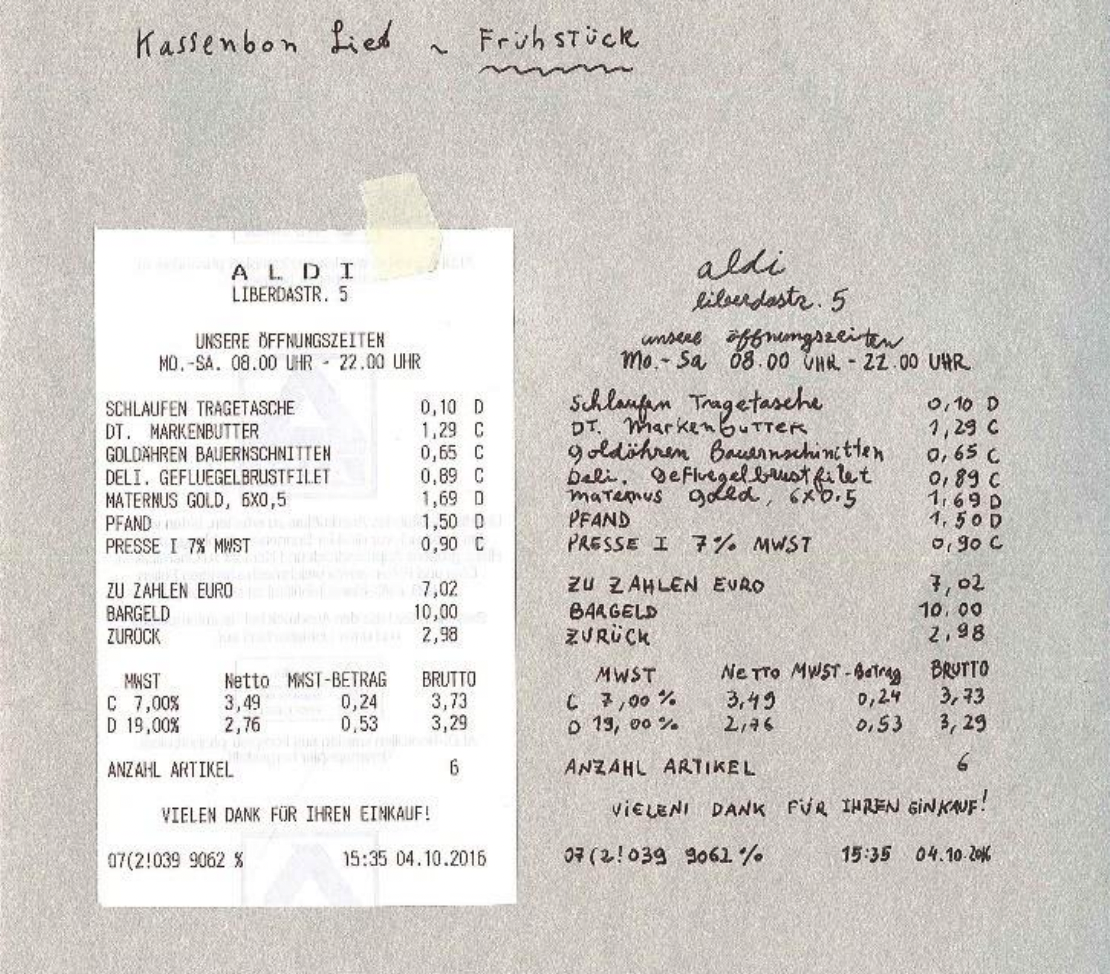 Kassenbon Lied ~ Frühstück
A L D I
LIBERDASTR. 5
UNSERE ÖFFNUNGSZEITEN
MO.-SA. 08.00 UHR - 22.00 UHR
SCHLAUFEN TRAGETASCHE 0,10 D
DT. MARKENBUTTER 1,29 C
GOLDÄHREN BAUERNSCHNITTEN 0,65 C
DELI. GEFLUEGELBRUSTFILET 0,89 C
MATERNUS GOLD, 6X0,5 1,69 D
PFAND 1,50 D
PRESSE I 7% MWST 0,90 C
ZU ZAHLEN EURO 7,02
BARGELD 10,00
ZURÜCK 2,98
MWST Netto MWST-BETRAG BRUTTO
C 7,00% 3,49 0,24 3,73
D 19,00% 2,76 0,53 3,29
ANZAHL ARTIKEL 6
VIELEN DANK FÜR IHREN EINKAUF!
07(2!039 9062 % 15:35 04.10.2016
aldi
liberdastr. 5
unsere öffnungszeiten
Mo.- Sa 08.00 UHR - 22.00 UHR
Schlaufen Tragetasche 0,10 D
DT. Markenbutter 1,29 C
goldähren Bauernschinitten 0,65 C
Deli. Gefluegelbrustfilet 0,89 C
maternus gold, 6x0.5 1,69 D
PFAND 1,50 D
PRESSE I 7% MWST 0,90 C
ZU ZAHLEN EURO 7,02
BARGELD 10.00
ZURÜCK 2,98
MWST Netto MWST-Betrag BRUTTO
C 7,00 % 3,49 0,24 3,73
D 19,00 % 2,76 0,53 3,29
ANZAHL ARTIKEL 6
VIELENI DANK FÜR IHREN EINKAUF!
07(2!039 9062 % 15:35 04.10.2016